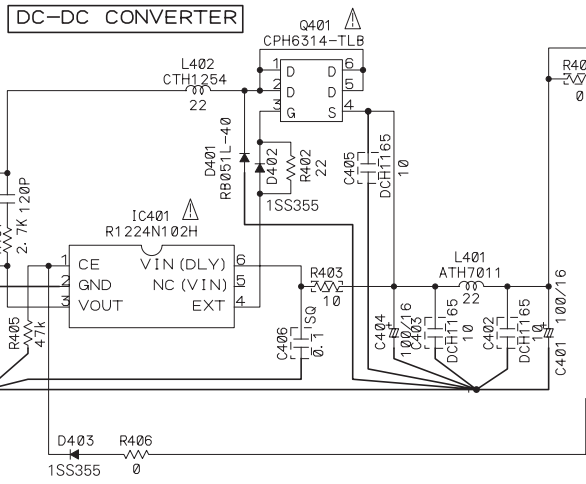 DC-DC CONVERTER
Q401
CPH6314-TLB
L402
CTH1254
22
1 D D 6
2 D D 5
3 G S 4
R40
0
D401
RB051L-40
D402
1SS355
R402
22
C405
DCH1165
10
120P
2.7K
IC401
R1224N102H
1 CE VIN(DLY) 6
2 GND NC(VIN) 5
3 VOUT EXT 4
R405
47k
C406
0.1
SQ
R403
10
L401
ATH7011
22
C404
100/16
C403
DCH1165
10
C402
DCH1165
10
C401
100/16
D403
1SS355
R406
0